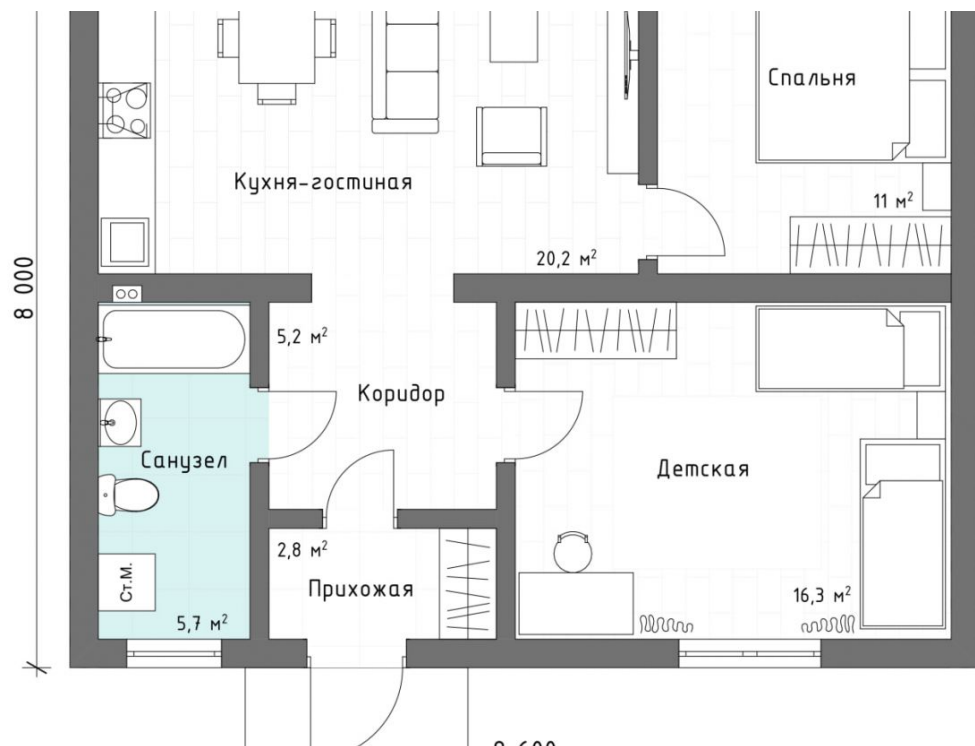 Спальня
Кухня-гостиная
11 м²
20,2 м²
8 000
5,2 м²
Коридор
Санузел
Детская
2,8 м²
Ст.М.
Прихожая
16,3 м²
5,7 м²